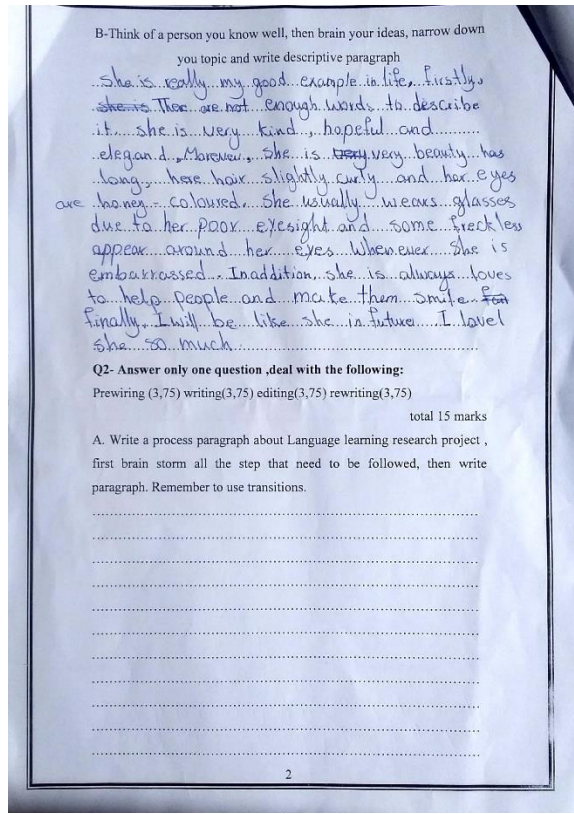 B-Think of a person you know well, then brain your ideas, narrow down
you topic and write descriptive paragraph
She is really my good example in life, firstly,
she is Ther are not enough words to describe
it. she is very kind, hopeful and
elegand, Moreveu, she is very very beauty has
long, here hair slightly curly and her eyes
are honey - coloured. She usually wears glasses
due to her poor eyesight and some freckless
appear around her eyes Whenever she is
embarrassed. In addition, she is always loves
to help people and make them smile for
finally, I will be like she in future I lovel
she so much
Q2- Answer only one question ,deal with the following:
Prewiring (3,75) writing(3,75) editing(3,75) rewriting(3,75)
total 15 marks
A. Write a process paragraph about Language learning research project ,
first brain storm all the step that need to be followed, then write
paragraph. Remember to use transitions.
2